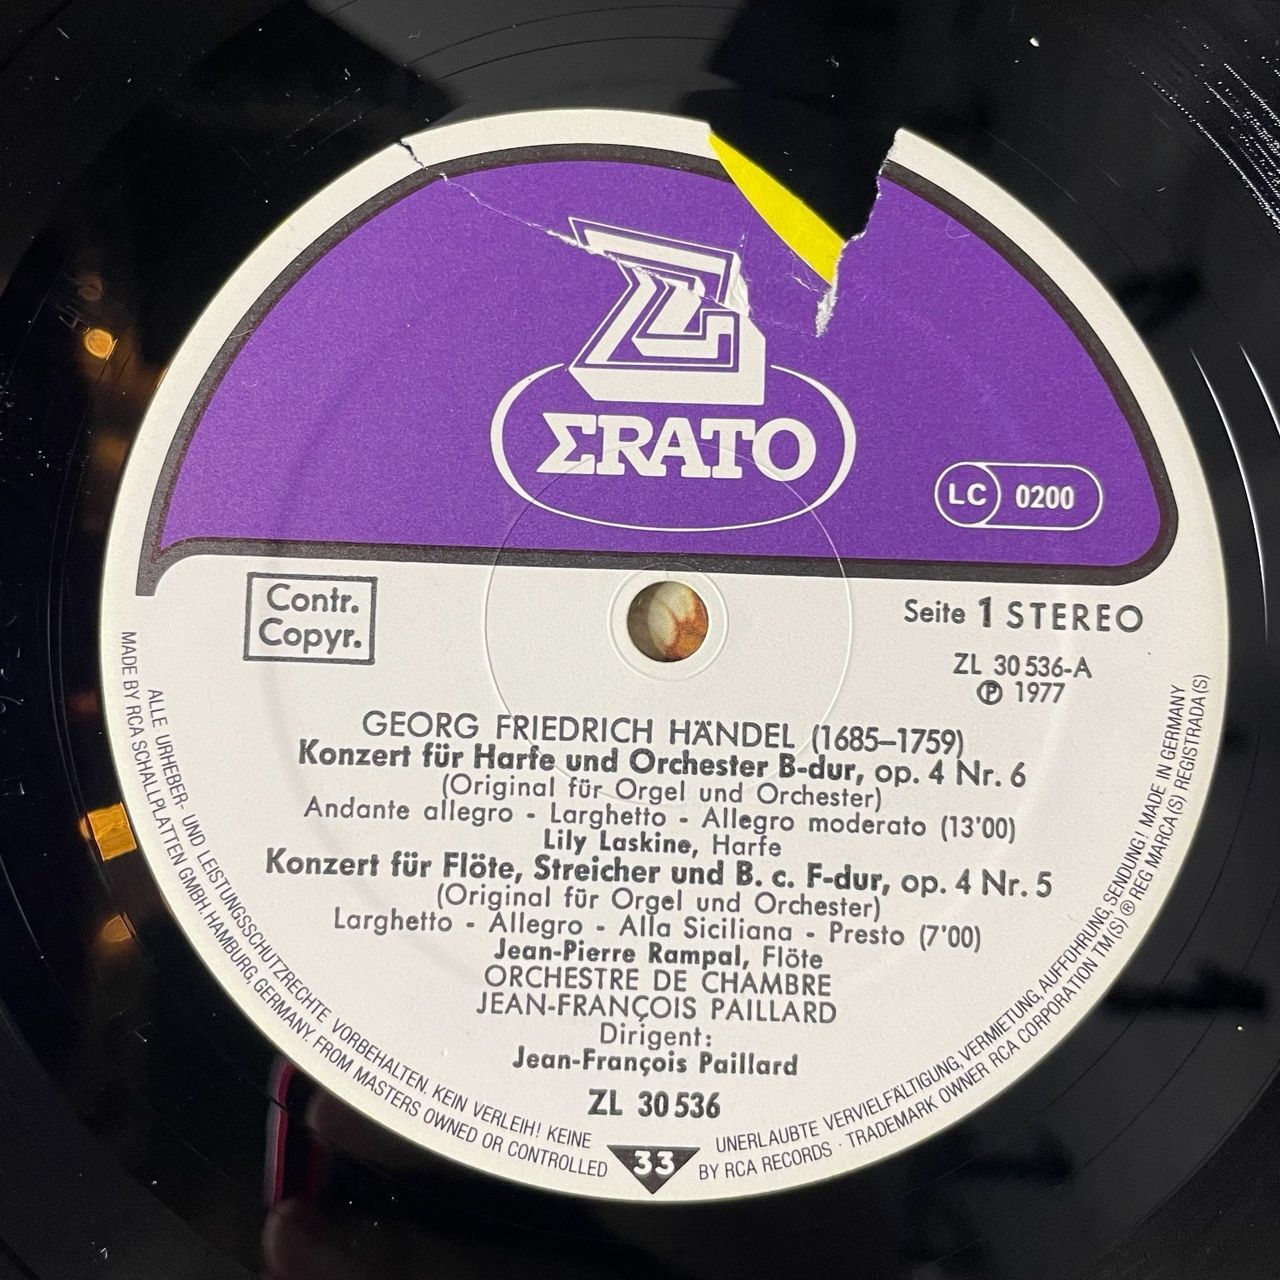 ΣRATO
LC 0200
Contr.
Copyr.
Seite 1 STEREO
ZL 30 536-A
℗ 1977
GEORG FRIEDRICH HÄNDEL (1685–1759)
Konzert für Harfe und Orchester B-dur, op. 4 Nr. 6
(Original für Orgel und Orchester)
Andante allegro - Larghetto - Allegro moderato (13'00)
Lily Laskine, Harfe
Konzert für Flöte, Streicher und B. c. F-dur, op. 4 Nr. 5
(Original für Orgel und Orchester)
Larghetto - Allegro - Alla Siciliana - Presto (7'00)
Jean-Pierre Rampal, Flöte
ORCHESTRE DE CHAMBRE
JEAN-FRANÇOIS PAILLARD
Dirigent:
Jean-François Paillard
ZL 30 536
33
ALLE URHEBER- UND LEISTUNGSSCHUTZRECHTE VORBEHALTEN. KEIN VERLEIH! KEINE UNERLAUBTE VERVIELFÄLTIGUNG, VERMIETUNG, AUFFÜHRUNG, SENDUNG! MADE IN GERMANY
MADE BY RCA SCHALLPLATTEN GMBH. HAMBURG, GERMANY. FROM MASTERS OWNED OR CONTROLLED BY RCA RECORDS · TRADEMARK OWNER RCA CORPORATION TM(S) ® REG MARCA(S) REGISTRADA(S)